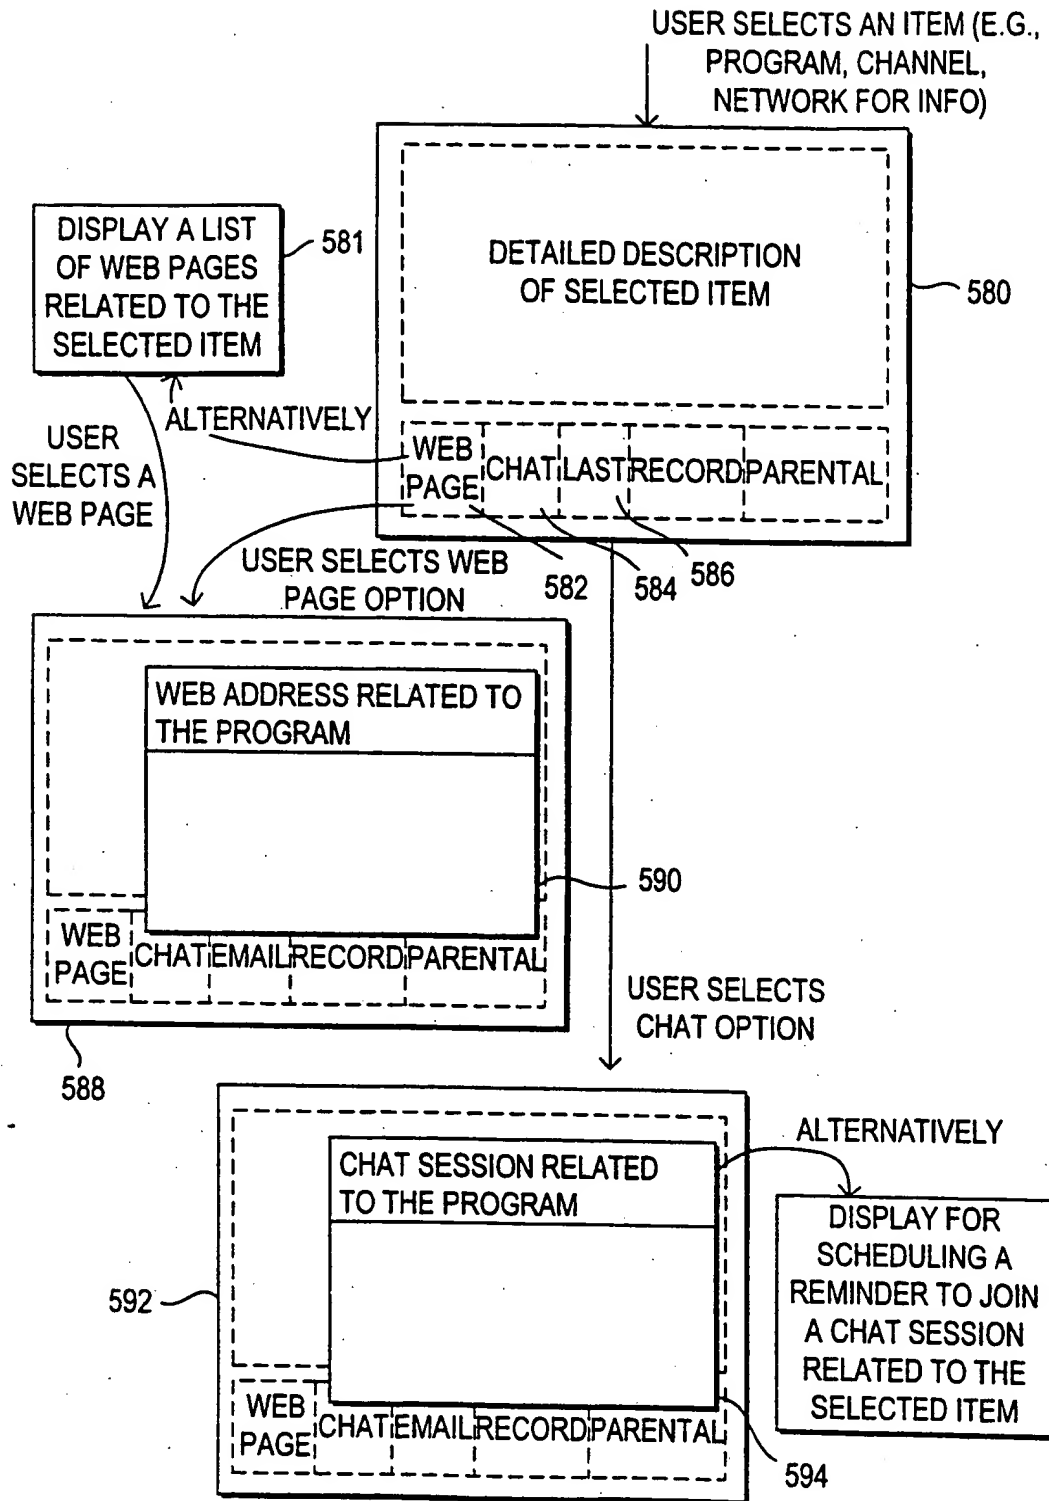 USER SELECTS AN ITEM (E.G.,
PROGRAM, CHANNEL,
NETWORK FOR INFO)
DISPLAY A LIST
OF WEB PAGES
RELATED TO THE
SELECTED ITEM
581
DETAILED DESCRIPTION
OF SELECTED ITEM
580
ALTERNATIVELY
USER
SELECTS A
WEB PAGE
WEB
PAGE
CHAT
LAST
RECORD
PARENTAL
USER SELECTS WEB
PAGE OPTION
582
584
586
WEB ADDRESS RELATED TO
THE PROGRAM
590
WEB
PAGE
CHAT
EMAIL
RECORD
PARENTAL
588
USER SELECTS
CHAT OPTION
ALTERNATIVELY
CHAT SESSION RELATED
TO THE PROGRAM
DISPLAY FOR
SCHEDULING A
REMINDER TO JOIN
A CHAT SESSION
RELATED TO THE
SELECTED ITEM
592
WEB
PAGE
CHAT
EMAIL
RECORD
PARENTAL
594